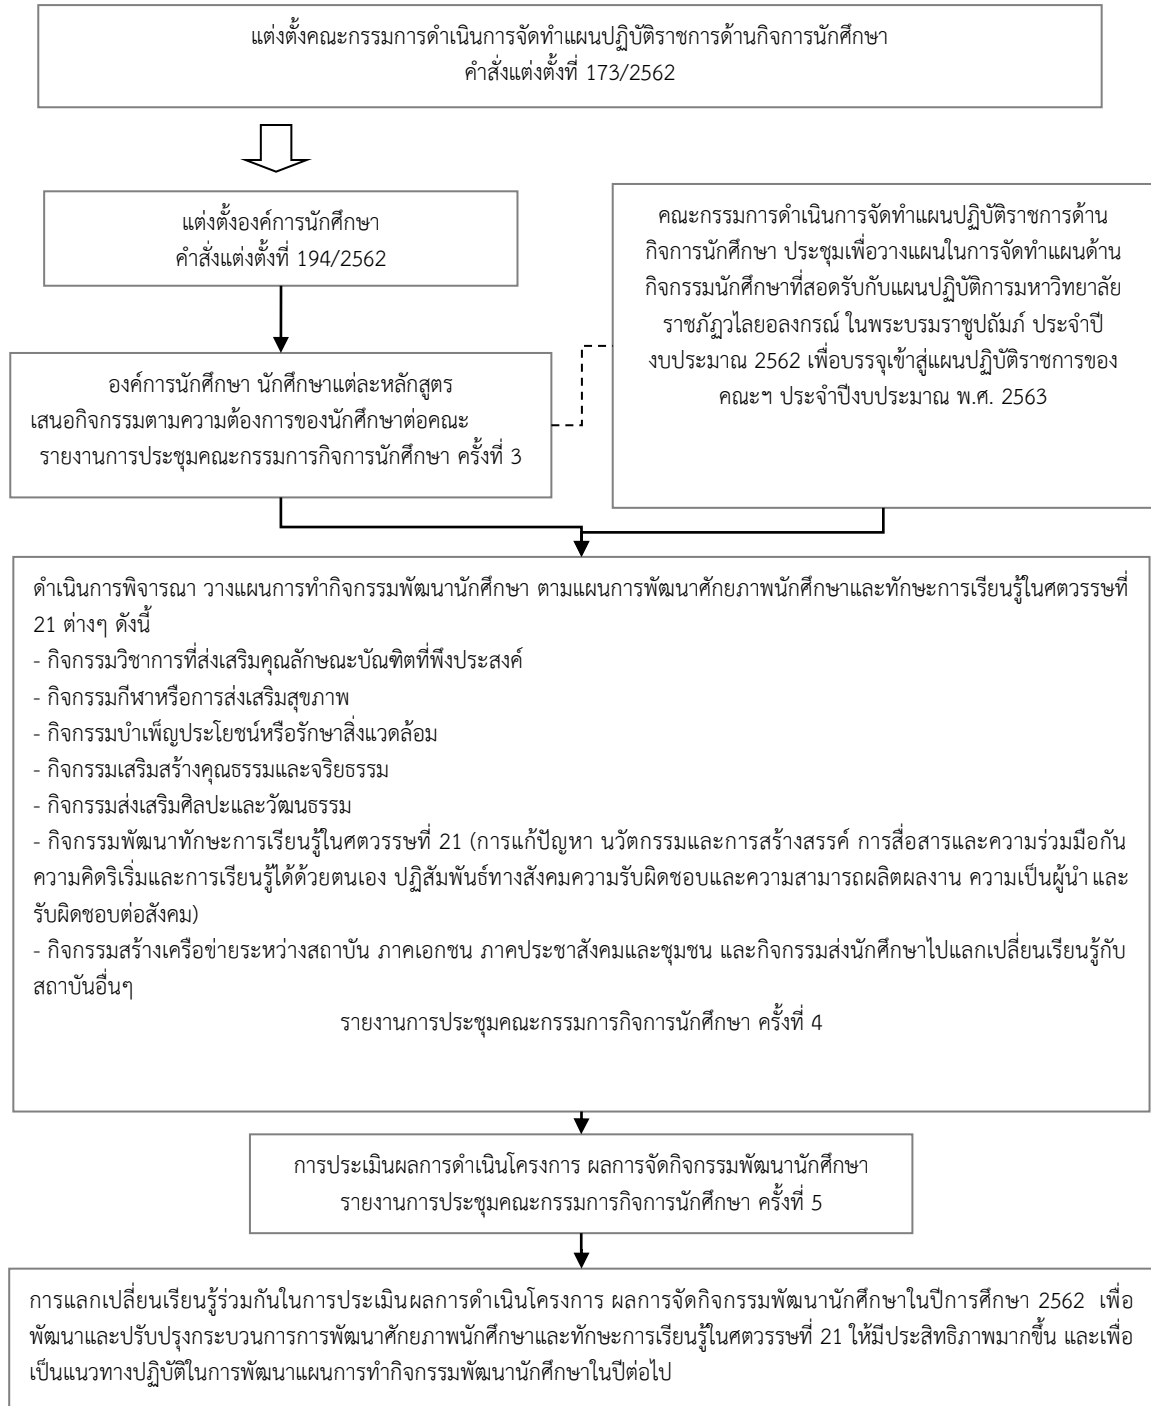 แต่งตั้งคณะกรรมการดำเนินการจัดทำแผนปฏิบัติราชการด้านกิจการนักศึกษา
คำสั่งแต่งตั้งที่ 173/2562
แต่งตั้งองค์การนักศึกษา
คำสั่งแต่งตั้งที่ 194/2562
คณะกรรมการดำเนินการจัดทำแผนปฏิบัติราชการด้าน
กิจการนักศึกษา ประชุมเพื่อวางแผนในการจัดทำแผนด้าน
กิจกรรมนักศึกษาที่สอดรับกับแผนปฏิบัติการมหาวิทยาลัย
ราชภัฏวไลยอลงกรณ์ ในพระบรมราชูปถัมภ์ ประจำปี
งบประมาณ 2562 เพื่อบรรจุเข้าสู่แผนปฏิบัติราชการของ
คณะฯ ประจำปีงบประมาณ พ.ศ. 2563
องค์การนักศึกษา นักศึกษาแต่ละหลักสูตร
เสนอกิจกรรมตามความต้องการของนักศึกษาต่อคณะ
รายงานการประชุมคณะกรรมการกิจการนักศึกษา ครั้งที่ 3
ดำเนินการพิจารณา วางแผนการทำกิจกรรมพัฒนานักศึกษา ตามแผนการพัฒนาศักยภาพนักศึกษาและทักษะการเรียนรู้ในศตวรรษที่
21 ต่างๆ ดังนี้
- กิจกรรมวิชาการที่ส่งเสริมคุณลักษณะบัณฑิตที่พึงประสงค์
- กิจกรรมกีฬาหรือการส่งเสริมสุขภาพ
- กิจกรรมบำเพ็ญประโยชน์หรือรักษาสิ่งแวดล้อม
- กิจกรรมเสริมสร้างคุณธรรมและจริยธรรม
- กิจกรรมส่งเสริมศิลปะและวัฒนธรรม
- กิจกรรมพัฒนาทักษะการเรียนรู้ในศตวรรษที่ 21 (การแก้ปัญหา นวัตกรรมและการสร้างสรรค์ การสื่อสารและความร่วมมือกัน
ความคิดริเริ่มและการเรียนรู้ได้ด้วยตนเอง ปฏิสัมพันธ์ทางสังคมความรับผิดชอบและความสามารถผลิตผลงาน ความเป็นผู้นำ และ
รับผิดชอบต่อสังคม)
- กิจกรรมสร้างเครือข่ายระหว่างสถาบัน ภาคเอกชน ภาคประชาสังคมและชุมชน และกิจกรรมส่งนักศึกษาไปแลกเปลี่ยนเรียนรู้กับ
สถาบันอื่นๆ
รายงานการประชุมคณะกรรมการกิจการนักศึกษา ครั้งที่ 4
การประเมินผลการดำเนินโครงการ ผลการจัดกิจกรรมพัฒนานักศึกษา
รายงานการประชุมคณะกรรมการกิจการนักศึกษา ครั้งที่ 5
การแลกเปลี่ยนเรียนรู้ร่วมกันในการประเมินผลการดำเนินโครงการ ผลการจัดกิจกรรมพัฒนานักศึกษาในปีการศึกษา 2562 เพื่อ
พัฒนาและปรับปรุงกระบวนการการพัฒนาศักยภาพนักศึกษาและทักษะการเรียนรู้ในศตวรรษที่ 21 ให้มีประสิทธิภาพมากขึ้น และเพื่อ
เป็นแนวทางปฏิบัติในการพัฒนาแผนการทำกิจกรรมพัฒนานักศึกษาในปีต่อไป